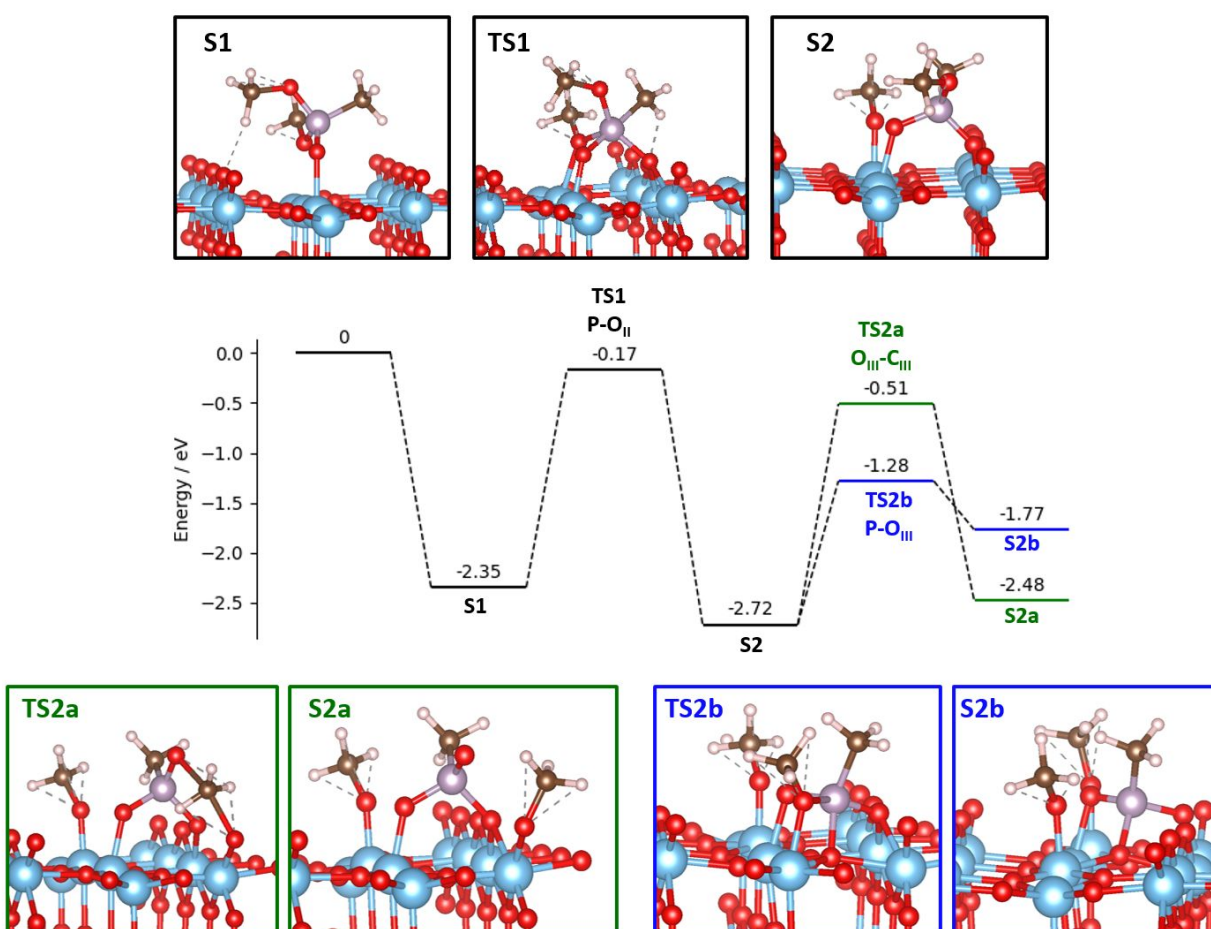 S1
TS1
S2
TS1
P-O_II
0
-0.17
TS2a
O_III-C_III
-0.51
-1.28
TS2b
P-O_III
-1.77
S2b
-2.48
S2a
-2.35
S1
-2.72
S2
Energy / eV
0.0
−0.5
−1.0
−1.5
−2.0
−2.5
TS2a
S2a
TS2b
S2b